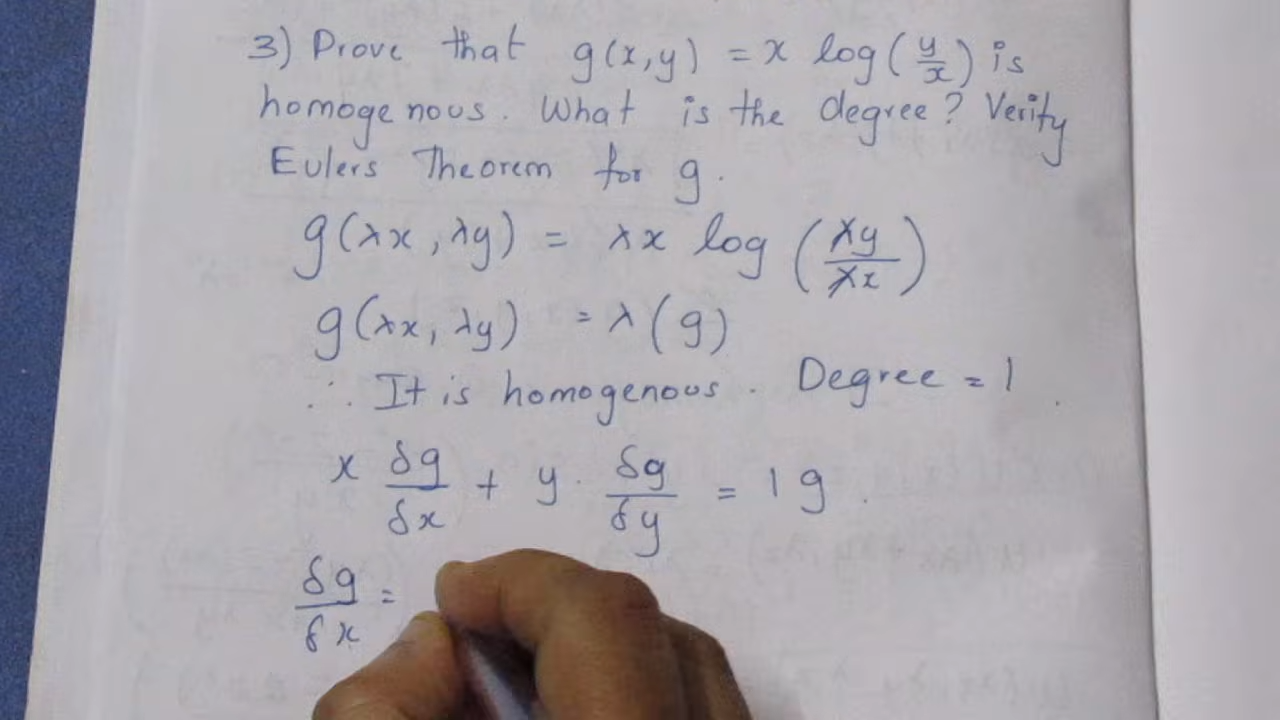 3) Prove that g(x,y) = x log(y/x) is
homogenous. What is the degree? Verify
Eulers Theorem for g.
g(λx, λy) = λx log (λy/λx)
g(λx, λy) = λ(g)
∴ It is homogenous. Degree = 1
x δg/δx + y. δg/δy = 1 g.
δg/δx =